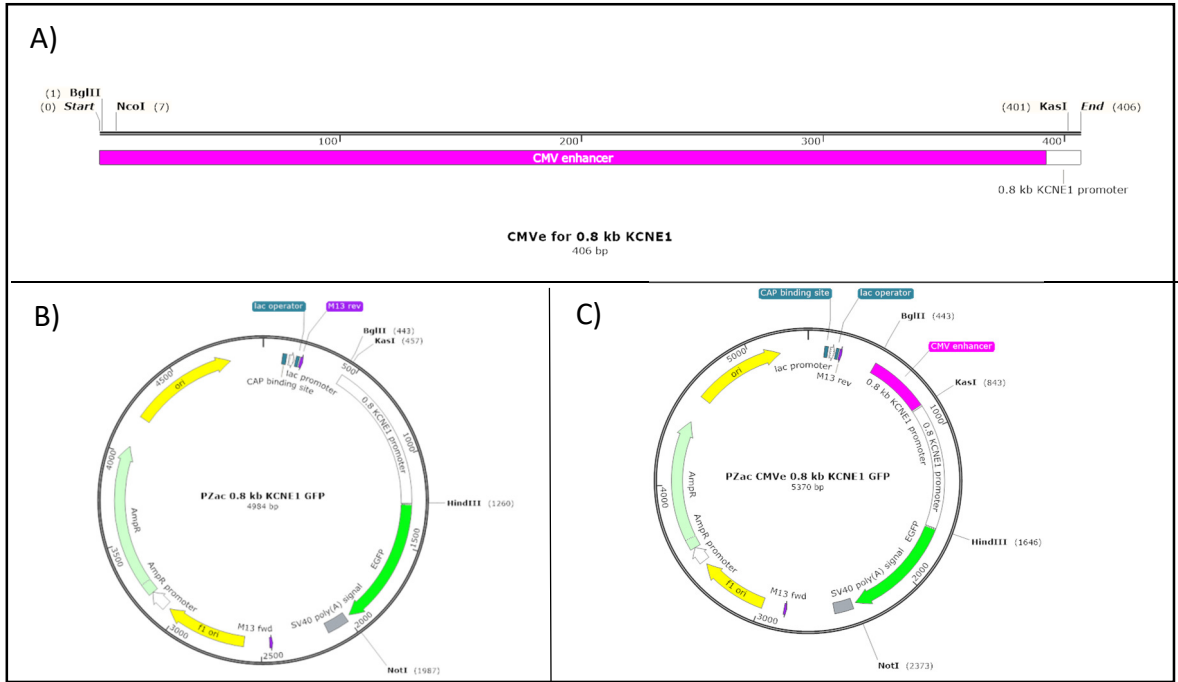 A)
(1) BglII
(0) Start
NcoI (7)
(401) KasI
End (406)
100
200
300
400
CMV enhancer
0.8 kb KCNE1 promoter
CMVe for 0.8 kb KCNE1
406 bp
B)
lac operator
M13 rev
BglII (443)
KasI (457)
CAP binding site
lac promoter
500
0.8 KCNE1 promoter
1000
HindIII (1260)
1500
EGFP
2000
SV40 poly(A) signal
NotI (1987)
M13 fwd
2500
f1 ori
3000
AmpR promoter
3500
AmpR
4000
ori
4500
PZac 0.8 kb KCNE1 GFP
4984 bp
C)
CAP binding site
lac operator
BglII (443)
CMV enhancer
KasI (843)
lac promoter
M13 rev
0.8 kb KCNE1 promoter
1000
0.8 KCNE1 promoter
HindIII (1646)
EGFP
2000
SV40 poly(A) signal
NotI (2373)
M13 fwd
3000
f1 ori
AmpR promoter
AmpR
4000
ori
5000
PZac CMVe 0.8 kb KCNE1 GFP
5370 bp